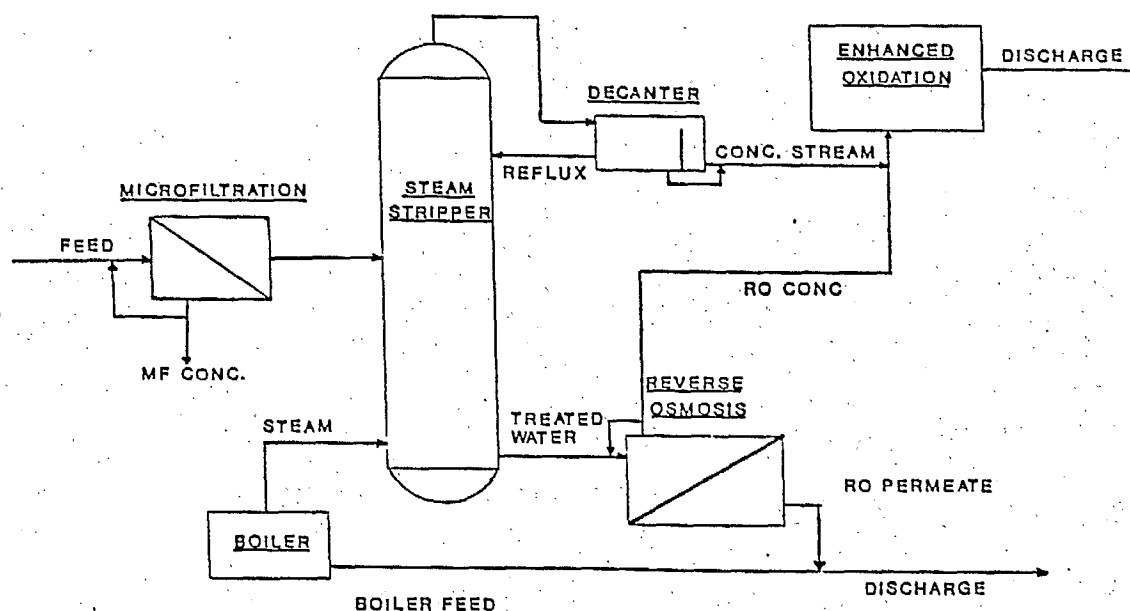 ENHANCED
OXIDATION
DISCHARGE
DECANTER
CONC. STREAM
REFLUX
MICROFILTRATION
STEAM
STRIPPER
FEED
RO CONC
MF CONC.
REVERSE
OSMOSIS
TREATED
WATER
STEAM
RO PERMEATE
BOILER
DISCHARGE
BOILER FEED